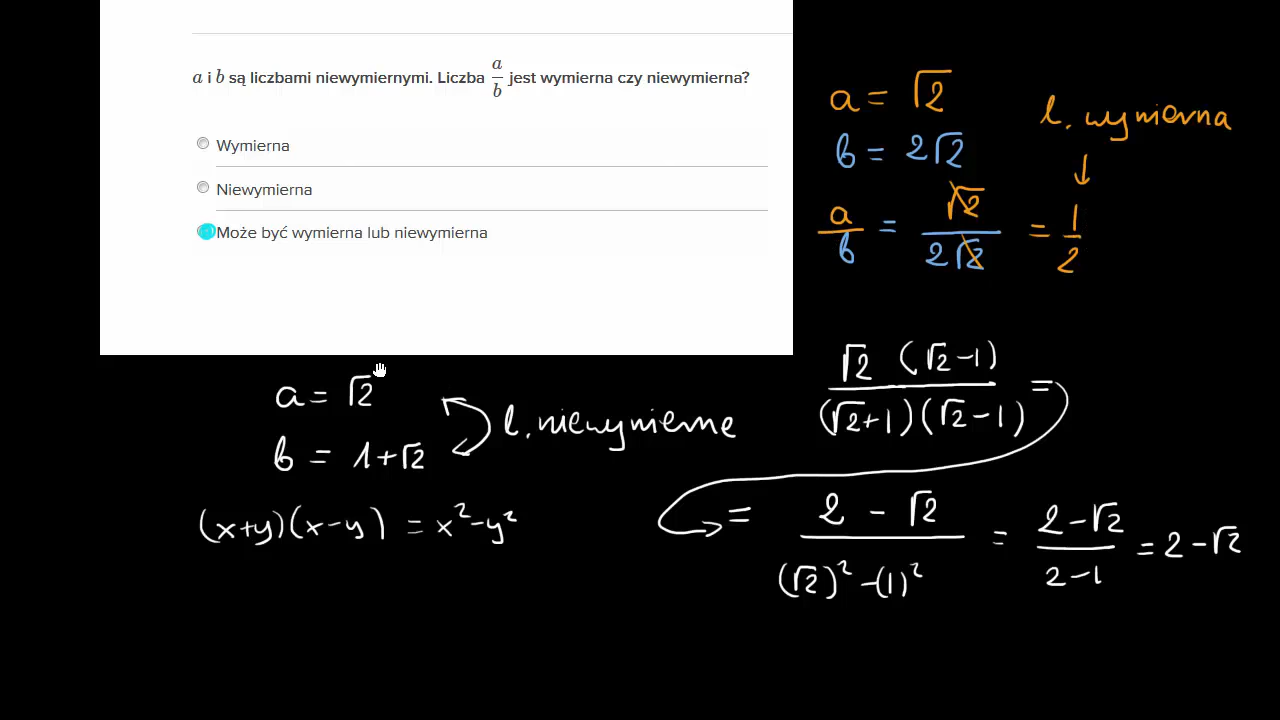 a i b są liczbami niewymiernymi. Liczba a/b jest wymierna czy niewymierna?
Wymierna
Niewymierna
Może być wymierna lub niewymierna
a = √2
b = 2√2
l. wymierna
↓
a/b = √2/2√2 = 1/2
a = √2
b = 1+√2
l. niewymierne
(x+y)(x-y) = x²-y²
√2 (√2-1)/(√2+1)(√2-1) =
= 2-√2/(√2)²-(1)² = 2-√2/2-1 = 2-√2